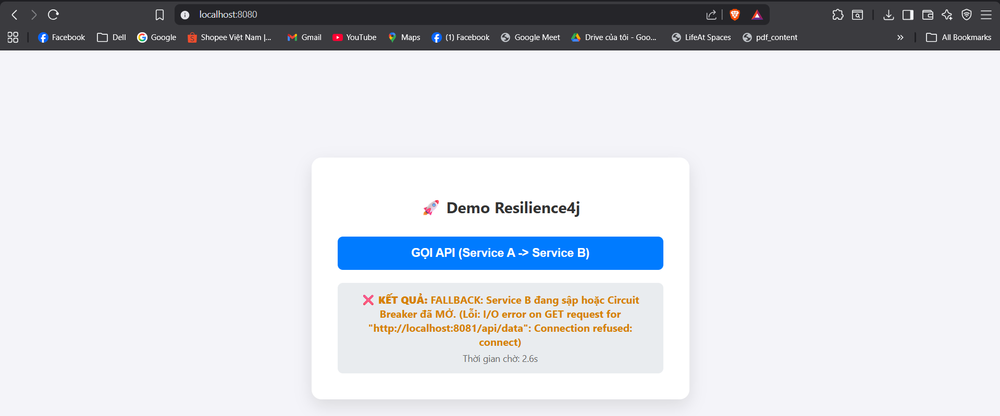 localhost:8080
Facebook
Dell
Google
Shopee Việt Nam |...
Gmail
YouTube
Maps
(1) Facebook
Google Meet
Drive của tôi - Goo...
LifeAt Spaces
pdf_content
All Bookmarks
🚀 Demo Resilience4j
GỌI API (Service A -> Service B)
❌ KẾT QUẢ: FALLBACK: Service B đang sập hoặc Circuit
Breaker đã MỞ. (Lỗi: I/O error on GET request for
"http://localhost:8081/api/data": Connection refused:
connect)
Thời gian chờ: 2.6s